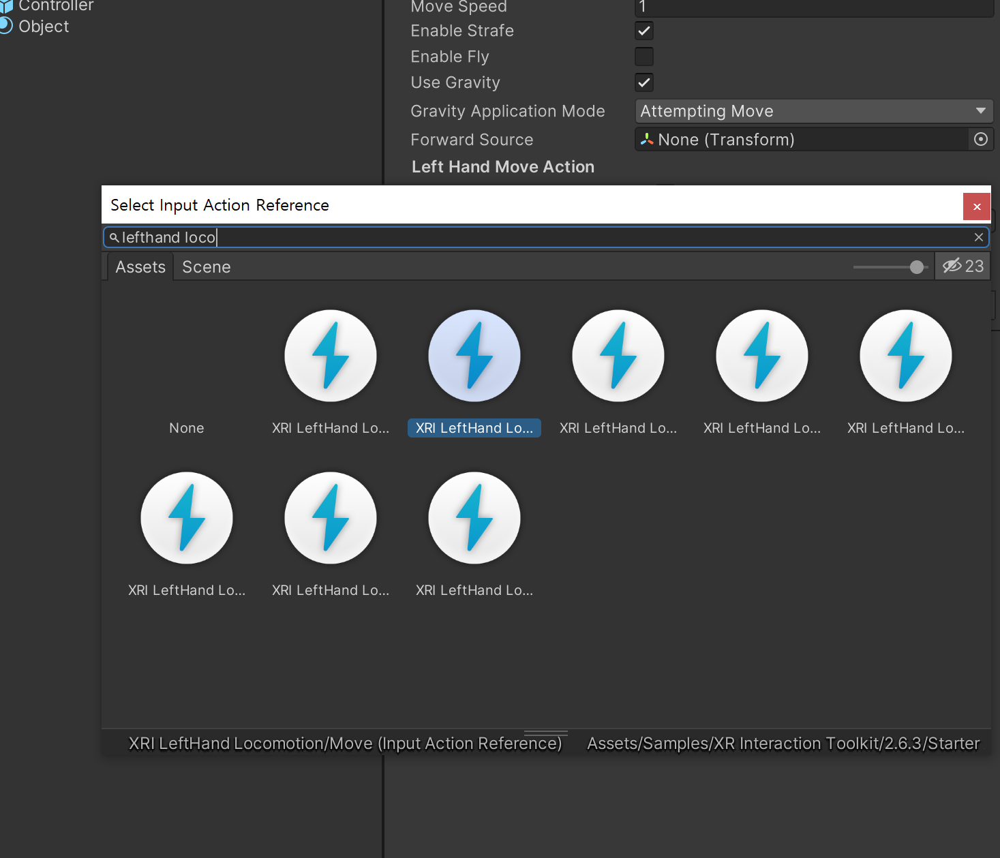 Controller
Object
Move Speed
1
Enable Strafe
Enable Fly
Use Gravity
Gravity Application Mode
Attempting Move
Forward Source
None (Transform)
Left Hand Move Action
Select Input Action Reference
lefthand loco
Assets
Scene
23
None
XRI LeftHand Lo...
XRI LeftHand Lo...
XRI LeftHand Lo...
XRI LeftHand Lo...
XRI LeftHand Lo...
XRI LeftHand Lo...
XRI LeftHand Lo...
XRI LeftHand Lo...
XRI LeftHand Locomotion/Move (Input Action Reference)
Assets/Samples/XR Interaction Toolkit/2.6.3/Starter